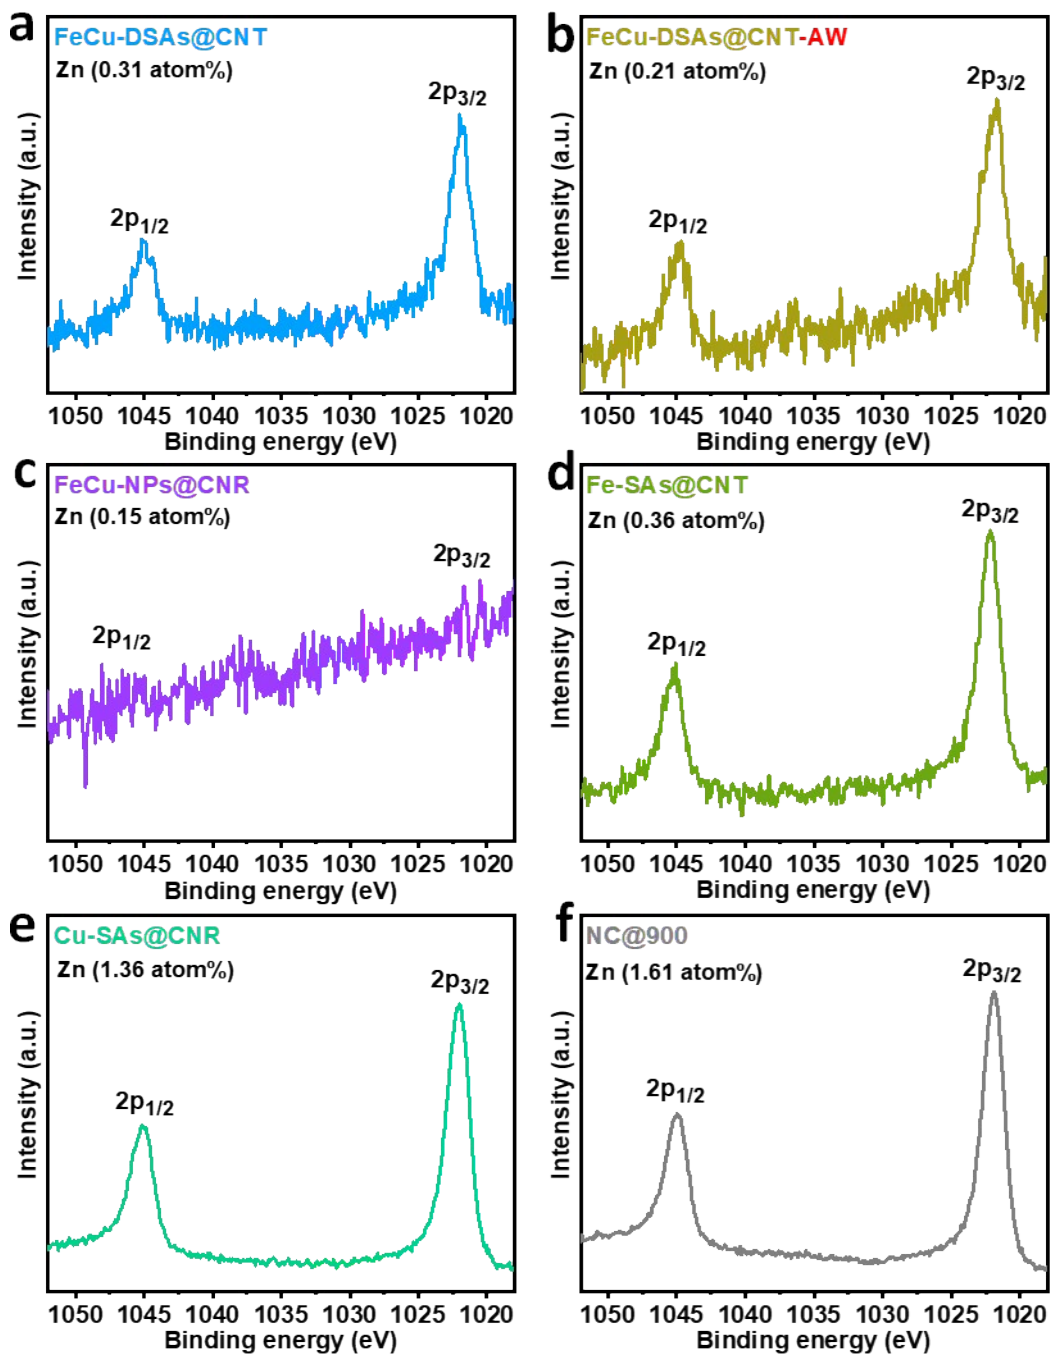 a
FeCu-DSAs@CNT
Zn (0.31 atom%)
2p3/2
2p1/2
Intensity (a.u.)
1050 1045 1040 1035 1030 1025 1020
Binding energy (eV)
b
FeCu-DSAs@CNT-AW
Zn (0.21 atom%)
2p3/2
2p1/2
Intensity (a.u.)
1050 1045 1040 1035 1030 1025 1020
Binding energy (eV)
c
FeCu-NPs@CNR
Zn (0.15 atom%)
2p3/2
2p1/2
Intensity (a.u.)
1050 1045 1040 1035 1030 1025 1020
Binding energy (eV)
d
Fe-SAs@CNT
Zn (0.36 atom%)
2p3/2
2p1/2
Intensity (a.u.)
1050 1045 1040 1035 1030 1025 1020
Binding energy (eV)
e
Cu-SAs@CNR
Zn (1.36 atom%)
2p3/2
2p1/2
Intensity (a.u.)
1050 1045 1040 1035 1030 1025 1020
Binding energy (eV)
f
NC@900
Zn (1.61 atom%)
2p3/2
2p1/2
Intensity (a.u.)
1050 1045 1040 1035 1030 1025 1020
Binding energy (eV)